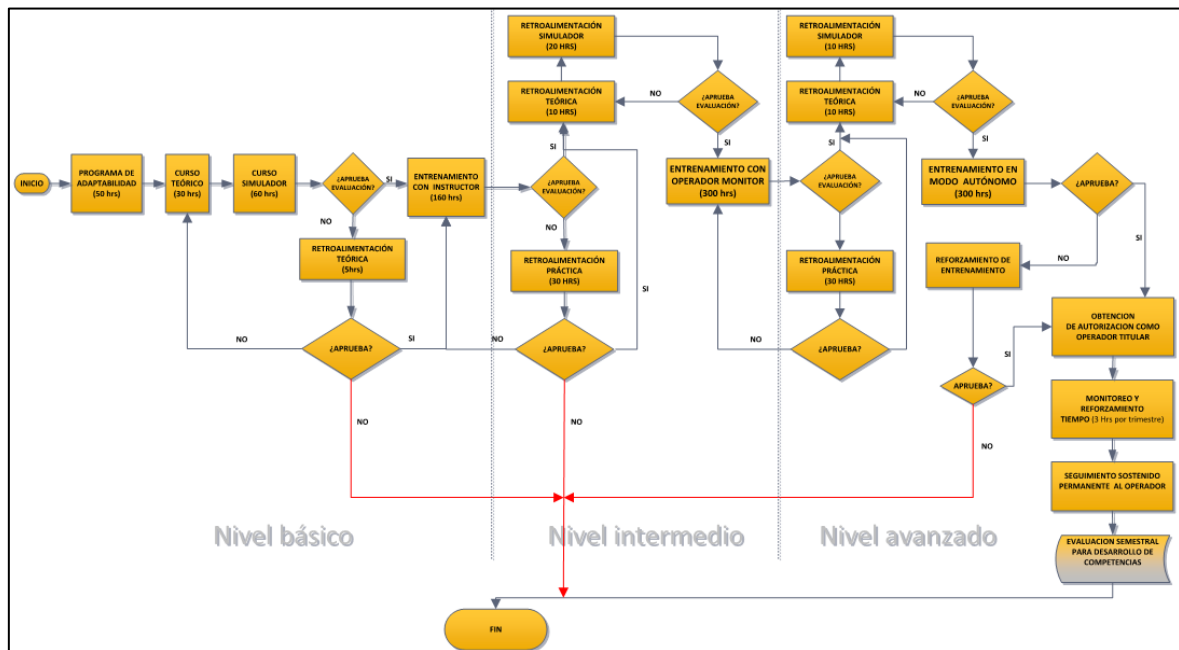 INICIO
PROGRAMA DE
ADAPTABILIDAD
(50 hrs)
CURSO
TEÓRICO
(30 hrs)
CURSO
SIMULADOR
(60 hrs)
¿APRUEBA
EVALUACIÓN?
SI
NO
RETROALIMENTACIÓN
TEÓRICA
(5hrs)
¿APRUEBA?
NO
SI
NO
ENTRENAMIENTO
CON INSTRUCTOR
(160 hrs)
Nivel básico
RETROALIMENTACIÓN
SIMULADOR
(20 HRS)
RETROALIMENTACIÓN
TEÓRICA
(10 HRS)
NO
¿APRUEBA
EVALUACIÓN?
SI
SI
¿APRUEBA
EVALUACIÓN?
NO
RETROALIMENTACIÓN
PRÁCTICA
(30 HRS)
SI
NO
¿APRUEBA?
NO
ENTRENAMIENTO CON
OPERADOR MONITOR
(300 hrs)
Nivel intermedio
RETROALIMENTACIÓN
SIMULADOR
(10 HRS)
RETROALIMENTACIÓN
TEÓRICA
(10 HRS)
NO
¿APRUEBA
EVALUACIÓN?
SI
SI
¿APRUEBA
EVALUACIÓN?
RETROALIMENTACIÓN
PRÁCTICA
(30 HRS)
NO
¿APRUEBA?
ENTRENAMIENTO EN
MODO AUTÓNOMO
(300 hrs)
¿APRUEBA?
SI
NO
REFORZAMIENTO DE
ENTRENAMIENTO
APRUEBA?
SI
NO
OBTENCION
DE AUTORIZACION COMO
OPERADOR TITULAR
MONITOREO Y
REFORZAMIENTO
TIEMPO (3 Hrs por trimestre)
SEGUIMIENTO SOSTENIDO
PERMANENTE AL OPERADOR
Nivel avanzado
EVALUACION SEMESTRAL
PARA DESARROLLO DE
COMPETENCIAS
FIN